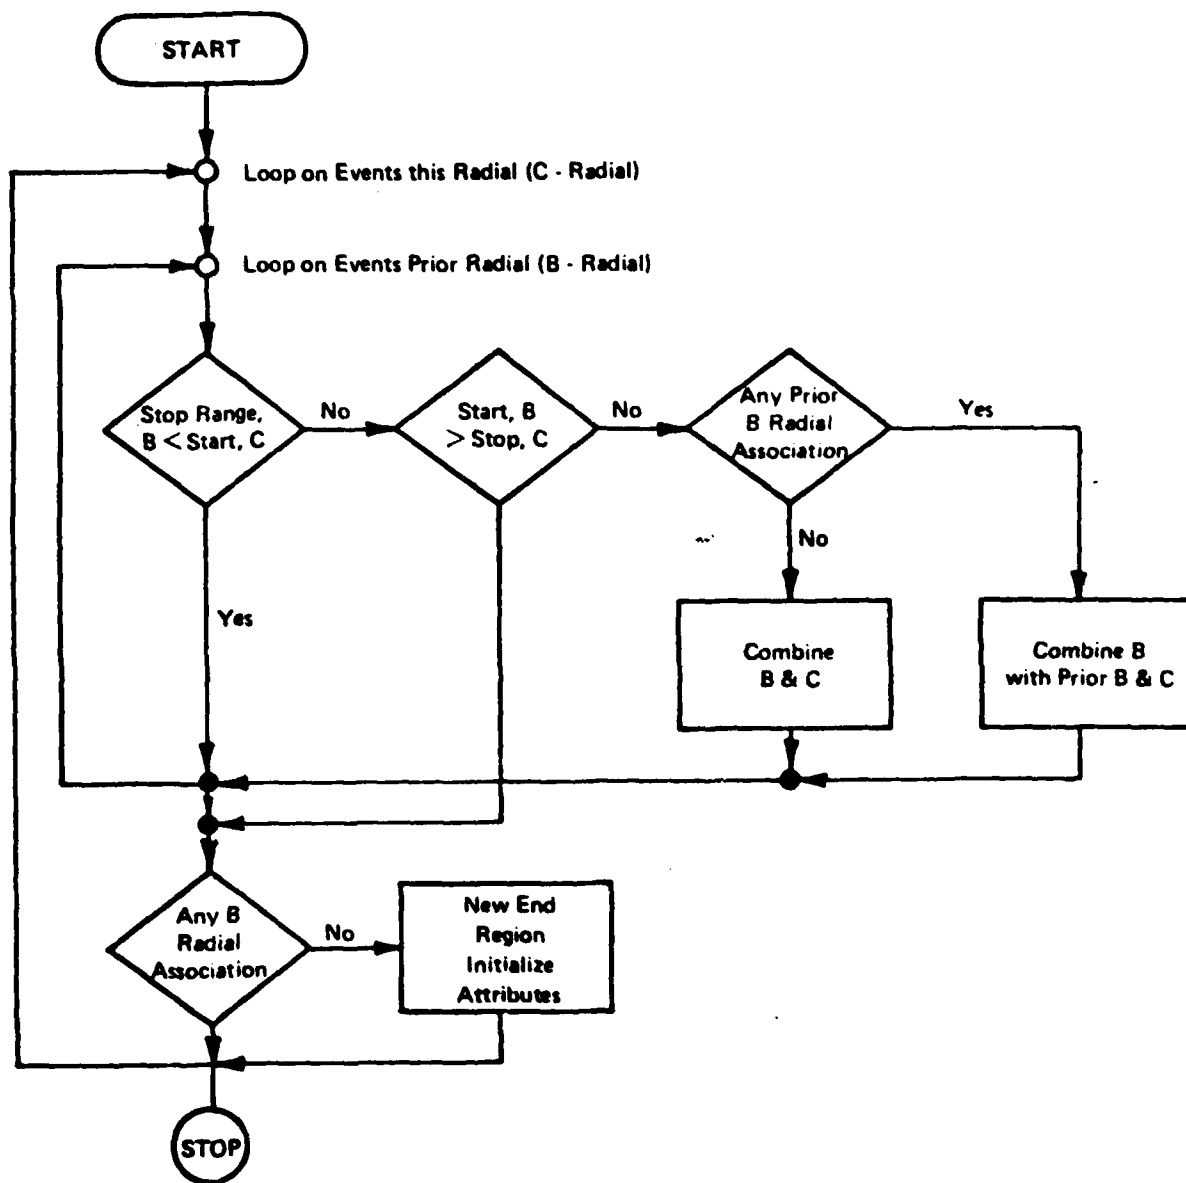 START
Loop on Events this Radial (C - Radial)
Loop on Events Prior Radial (B - Radial)
Stop Range,
B < Start, C
No
Start, B
> Stop, C
No
Any Prior
B Radial
Association
Yes
No
Yes
Combine
B & C
Combine B
with Prior B & C
Any B
Radial
Association
No
New End
Region
Initialize
Attributes
STOP